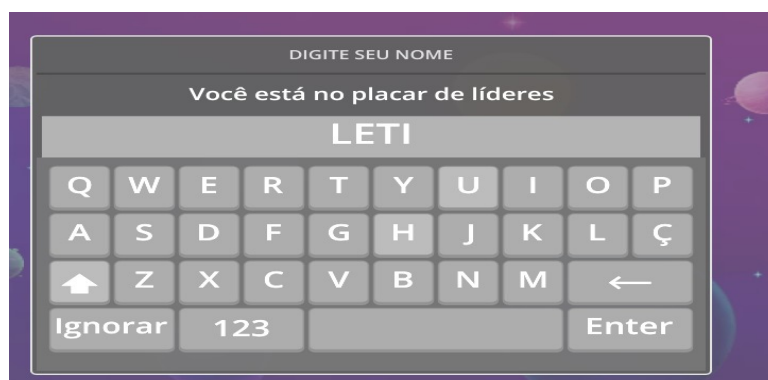 DIGITE SEU NOME
Você está no placar de líderes
LETI
Q W E R T Y U I O P
A S D F G H J K L Ç
Z X C V B N M ←
Ignorar 123 Enter